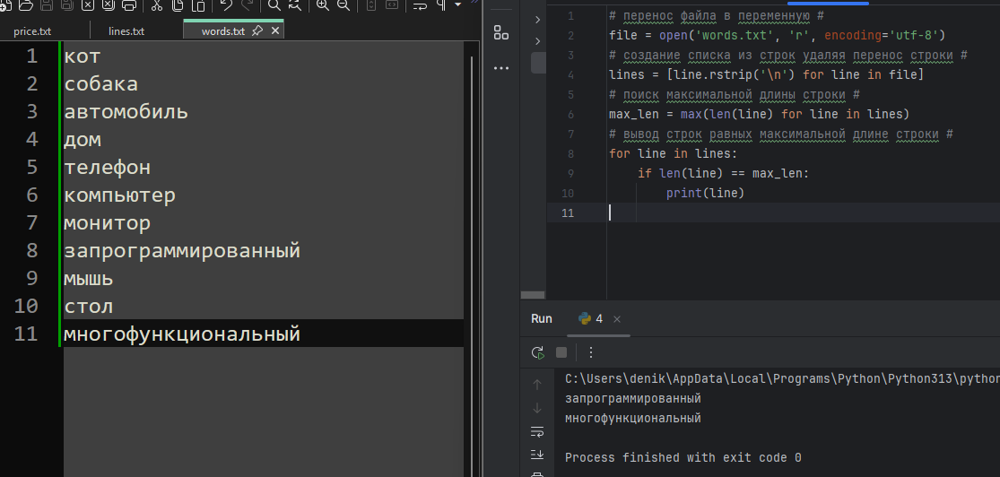 price.txt lines.txt words.txt
1 кот
2 собака
3 автомобиль
4 дом
5 телефон
6 компьютер
7 монитор
8 запрограммированный
9 мышь
10 стол
11 многофункциональный
1 # перенос файла в переменную #
2 file = open('words.txt', 'r', encoding='utf-8')
3 # создание списка из строк удаляя перенос строки #
4 lines = [line.rstrip('\n') for line in file]
5 # поиск максимальной длины строки #
6 max_len = max(len(line) for line in lines)
7 # вывод строк равных максимальной длине строки #
8 for line in lines:
9 if len(line) == max_len:
10 print(line)
11
Run 4
C:\Users\denik\AppData\Local\Programs\Python\Python313\python
запрограммированный
многофункциональный
Process finished with exit code 0